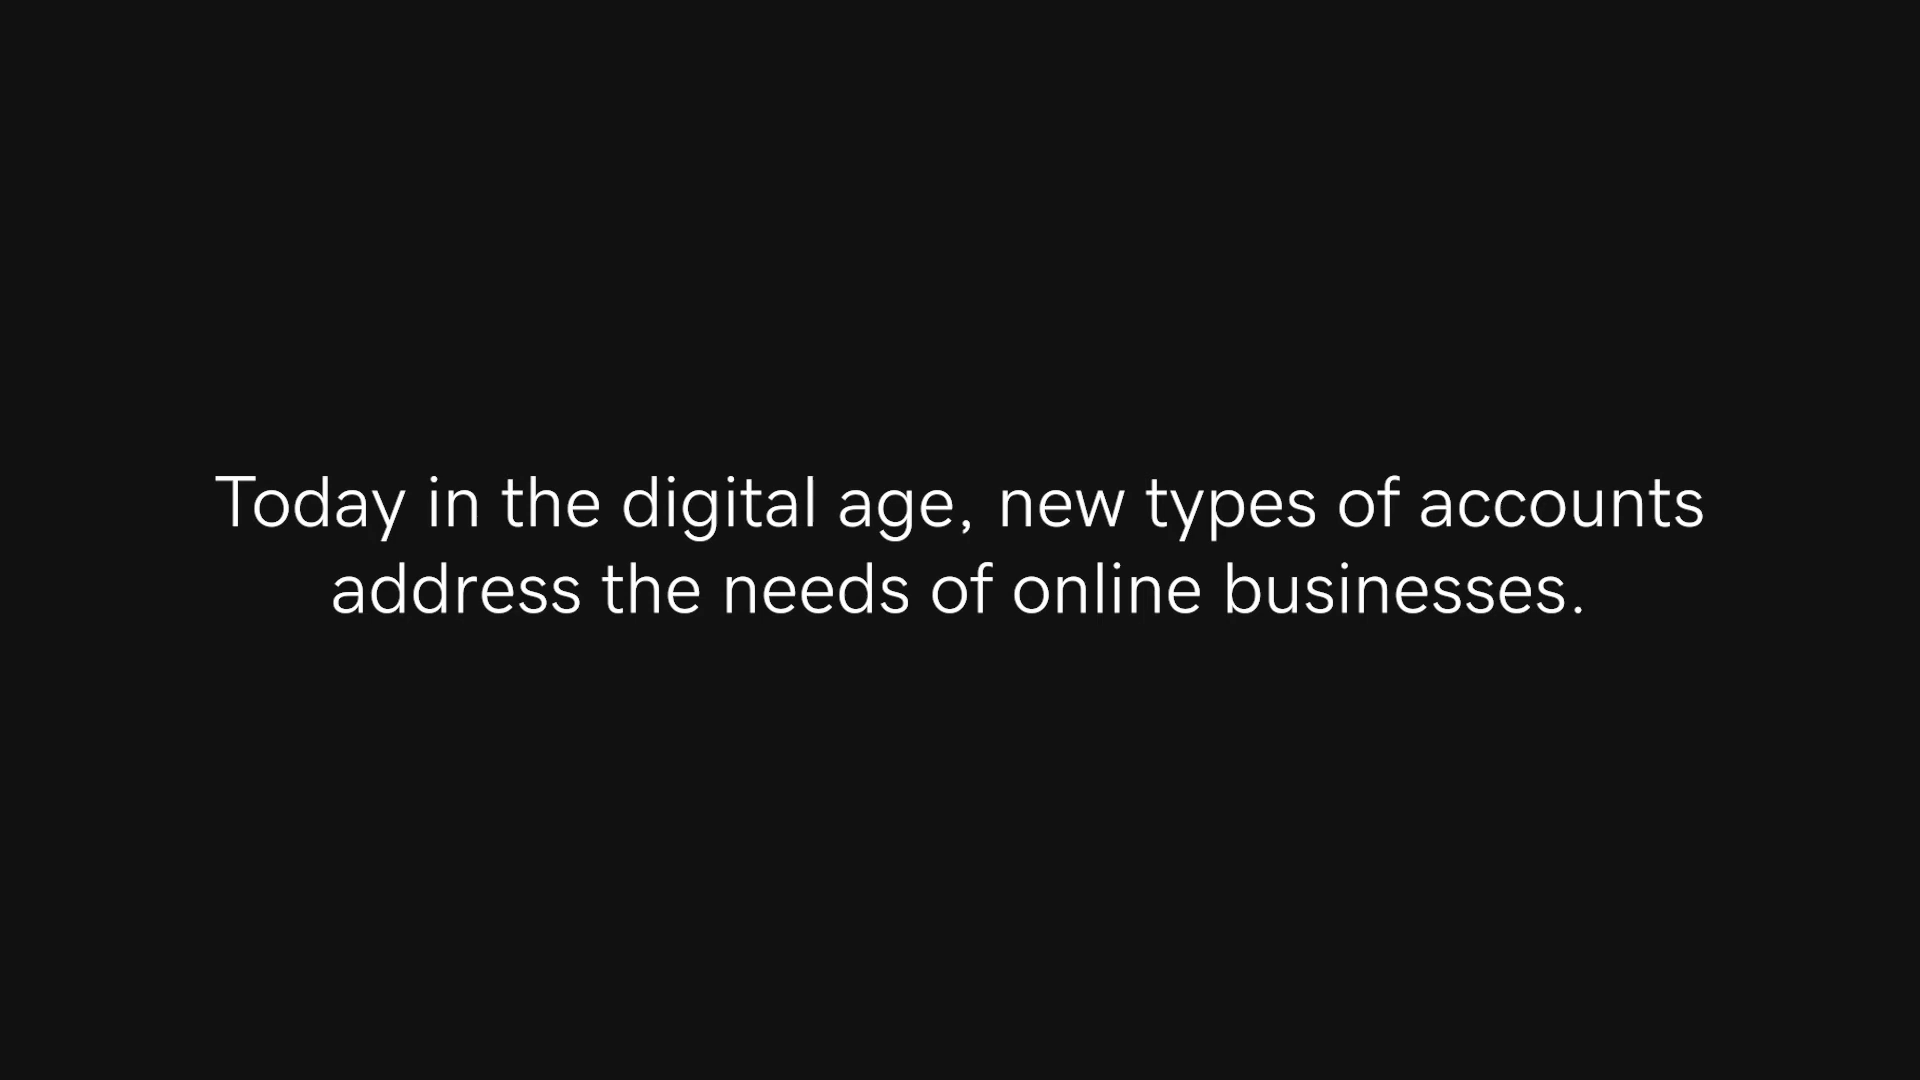 Today in the digital age, new types of accounts
address the needs of online businesses.